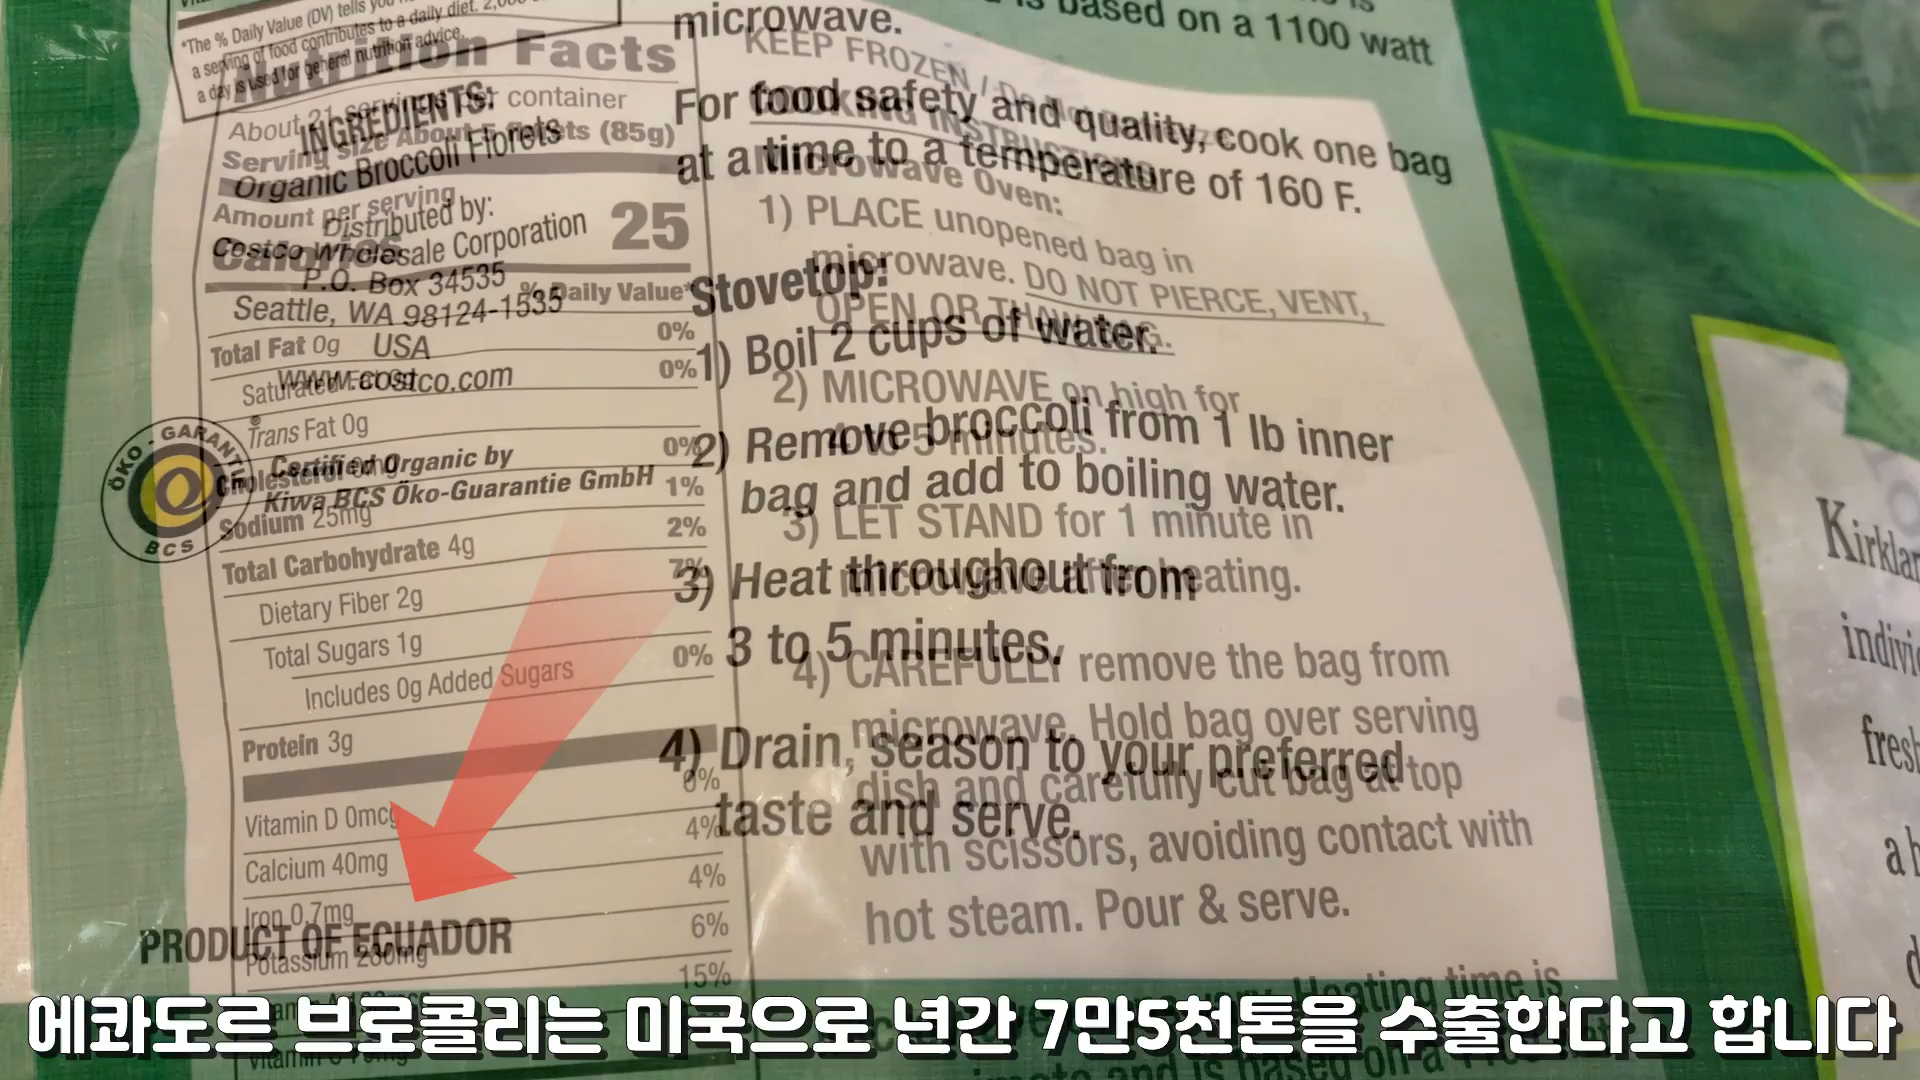 *The % Daily Value (DV) tells
a serving of food contributes to a daily diet. 2,0
a day is used for general nutrition advice.
Nutrition Facts
About 21 servings per container
Serving size About 5 florets (85g)
Amount per serving
Calories 25
% Daily Value*
Total Fat 0g 0%
Saturated Fat 0g 0%
Trans Fat 0g
Cholesterol 0mg 0%
Sodium 25mg 1%
Total Carbohydrate 4g 2%
Dietary Fiber 2g 7%
Total Sugars 1g
Includes 0g Added Sugars 0%
Protein 3g
Vitamin D 0mcg 0%
Calcium 40mg 4%
Iron 0.7mg 4%
Potassium 280mg 6%
15%
INGREDIENTS:
Organic Broccoli Florets
Distributed by:
Costco Wholesale Corporation
P.O. Box 34535
Seattle, WA 98124-1535
USA
www.costco.com
ÖKO - GARANTIE
BCS
®
Certified Organic by
Kiwa BCS Öko-Guarantie GmbH
PRODUCT OF ECUADOR
microwave.
is based on a 1100 watt
For food safety and quality, cook one bag
at a time to a temperature of 160 F.
Stovetop:
1) Boil 2 cups of water.
2) Remove broccoli from 1 lb inner
bag and add to boiling water.
3) Heat throughout from
3 to 5 minutes.
4) Drain, season to your preferred
taste and serve.
KEEP FROZEN / Do Not
COOKING INSTRUCTIONS
Microwave Oven:
1) PLACE unopened bag in
microwave. DO NOT PIERCE, VENT,
OPEN OR THAW BAG.
2) MICROWAVE on high for
4 to 5 minutes.
3) LET STAND for 1 minute in
microwave after heating.
4) CAREFULLY remove the bag from
microwave. Hold bag over serving
dish and carefully cut bag at top
with scissors, avoiding contact with
hot steam. Pour & serve.
Heating time is
and is based on a
Kirklan
indivi
fresh
에콰도르 브로콜리는 미국으로 년간 7만5천톤을 수출한다고 합니다